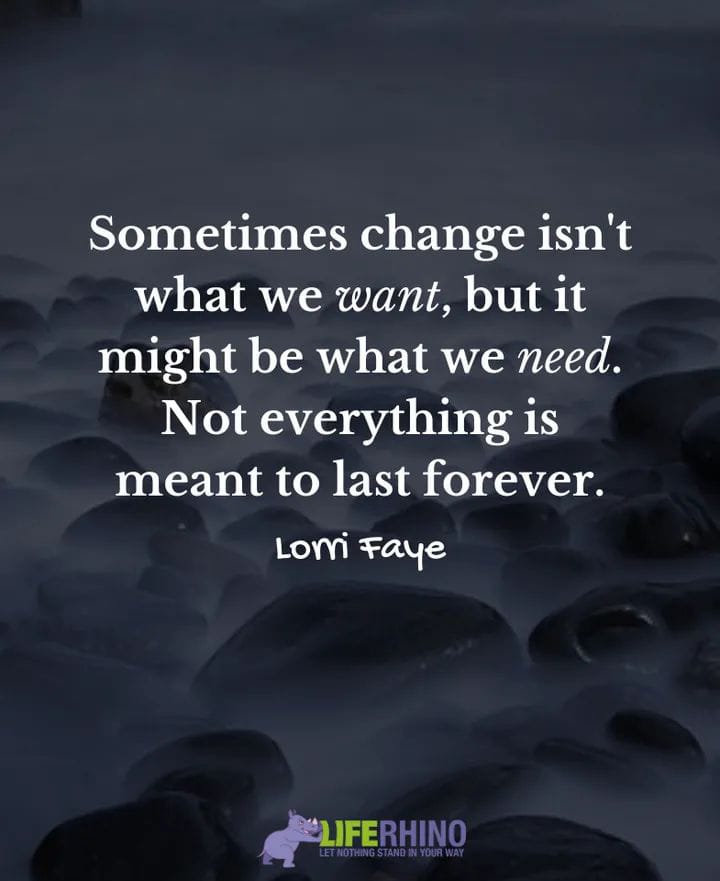 Sometimes change isn't
what we want, but it
might be what we need.
Not everything is
meant to last forever.
Lorri Faye
LIFERHINO
LET NOTHING STAND IN YOUR WAY